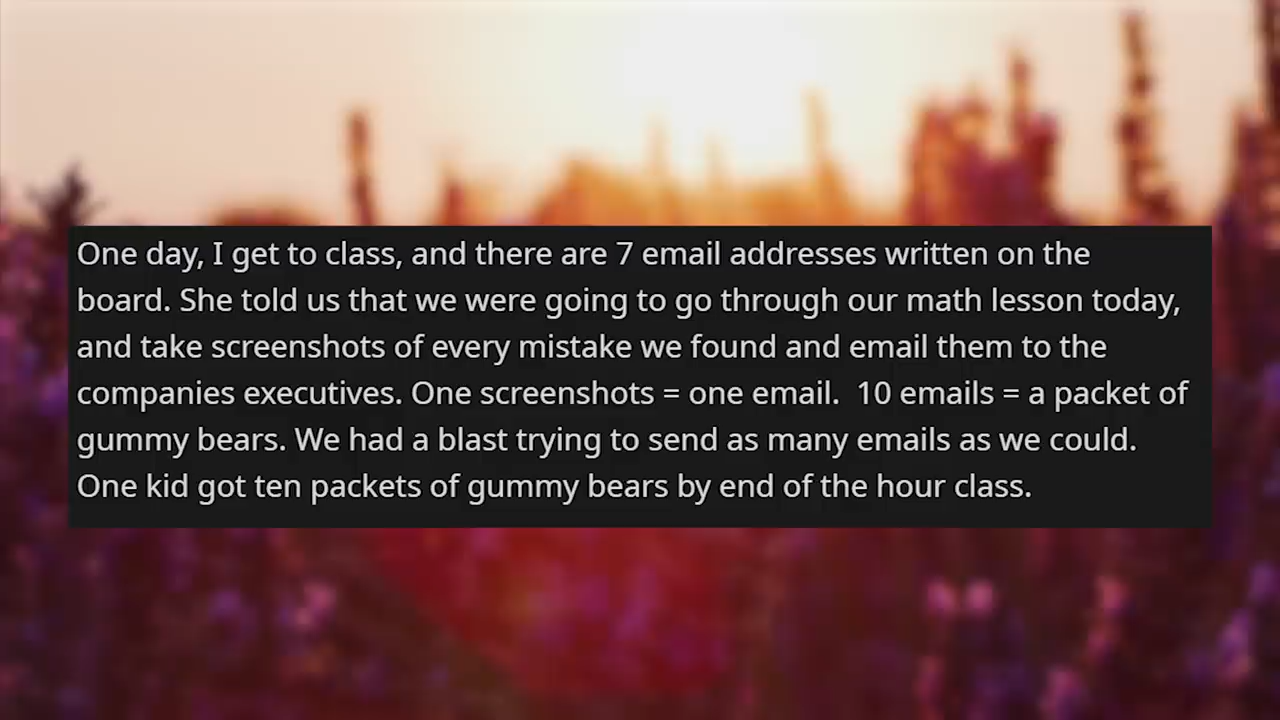 One day, I get to class, and there are 7 email addresses written on the
board. She told us that we were going to go through our math lesson today,
and take screenshots of every mistake we found and email them to the
companies executives. One screenshots = one email.  10 emails = a packet of
gummy bears. We had a blast trying to send as many emails as we could.
One kid got ten packets of gummy bears by end of the hour class.